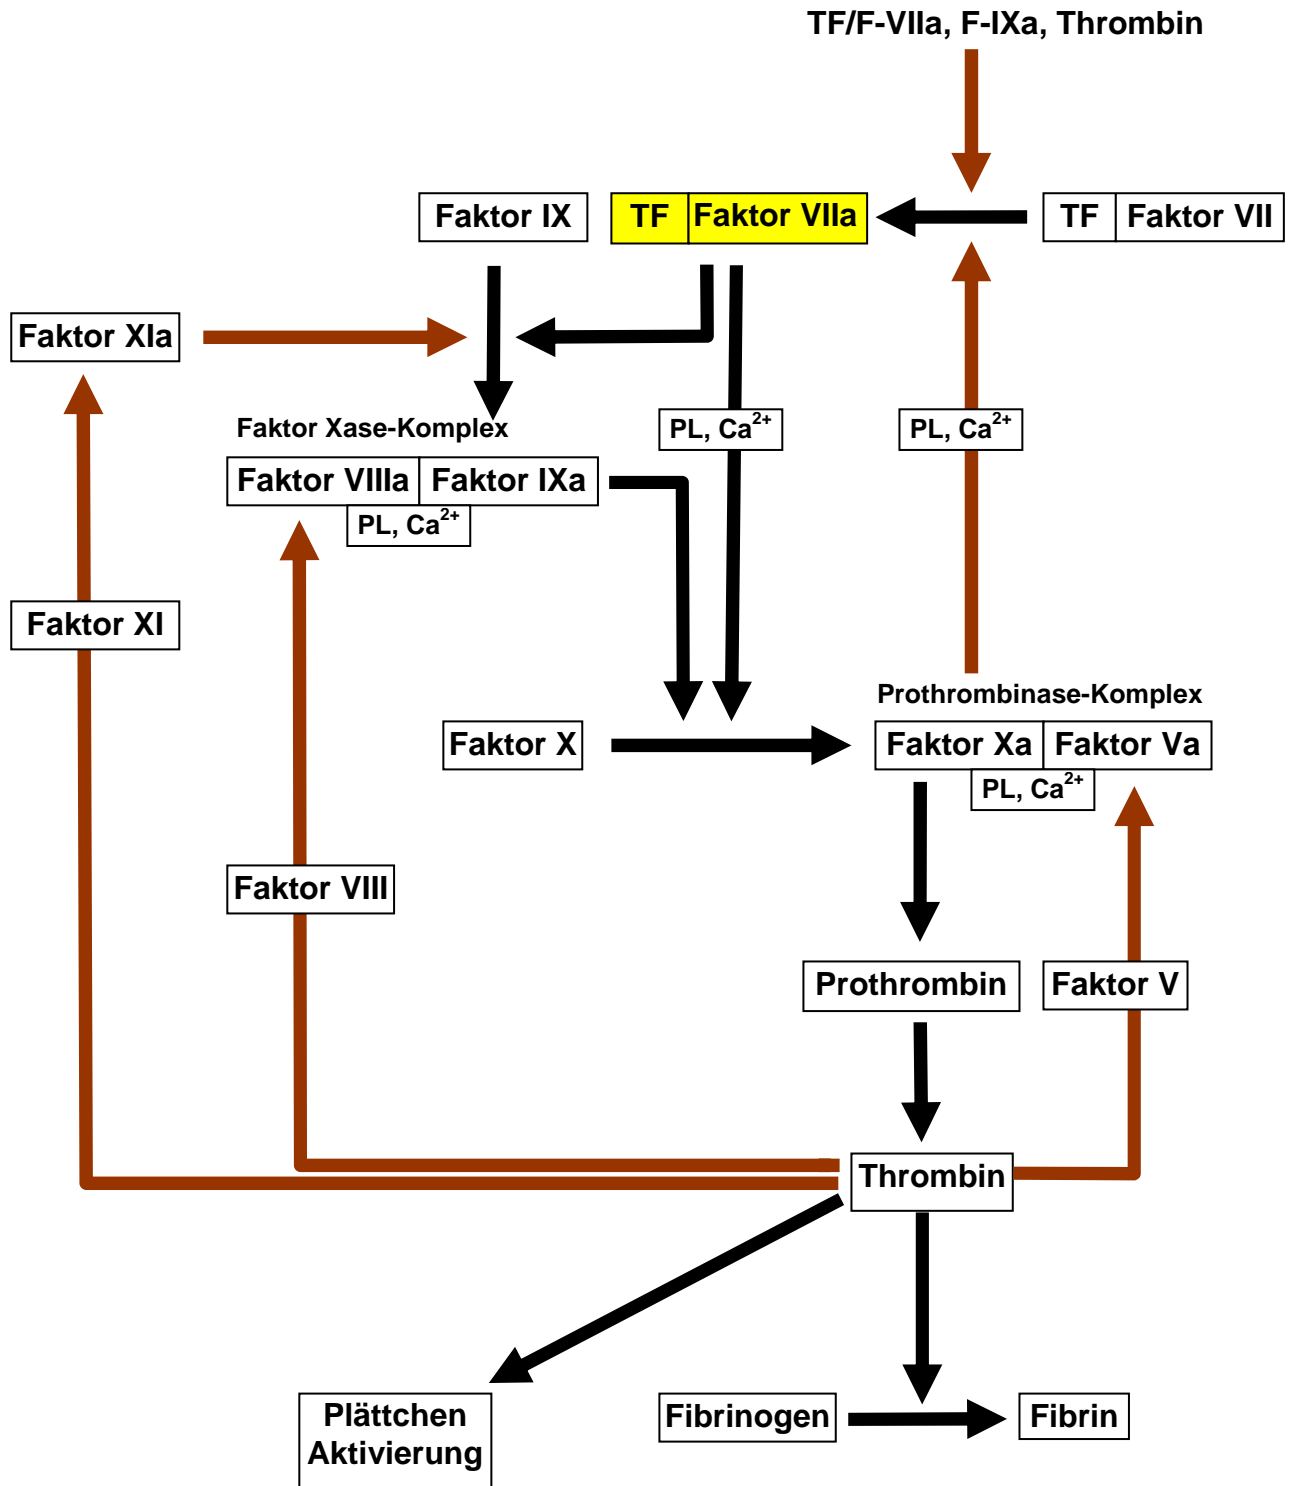 TF/F-VIIa, F-IXa, Thrombin
Faktor IX
TF Faktor VIIa
TF Faktor VII
Faktor XIa
Faktor Xase-Komplex
PL, Ca2+
PL, Ca2+
Faktor VIIIa Faktor IXa
PL, Ca2+
Faktor XI
Prothrombinase-Komplex
Faktor X
Faktor Xa Faktor Va
PL, Ca2+
Faktor VIII
Prothrombin
Faktor V
Thrombin
Plättchen
Aktivierung
Fibrinogen
Fibrin